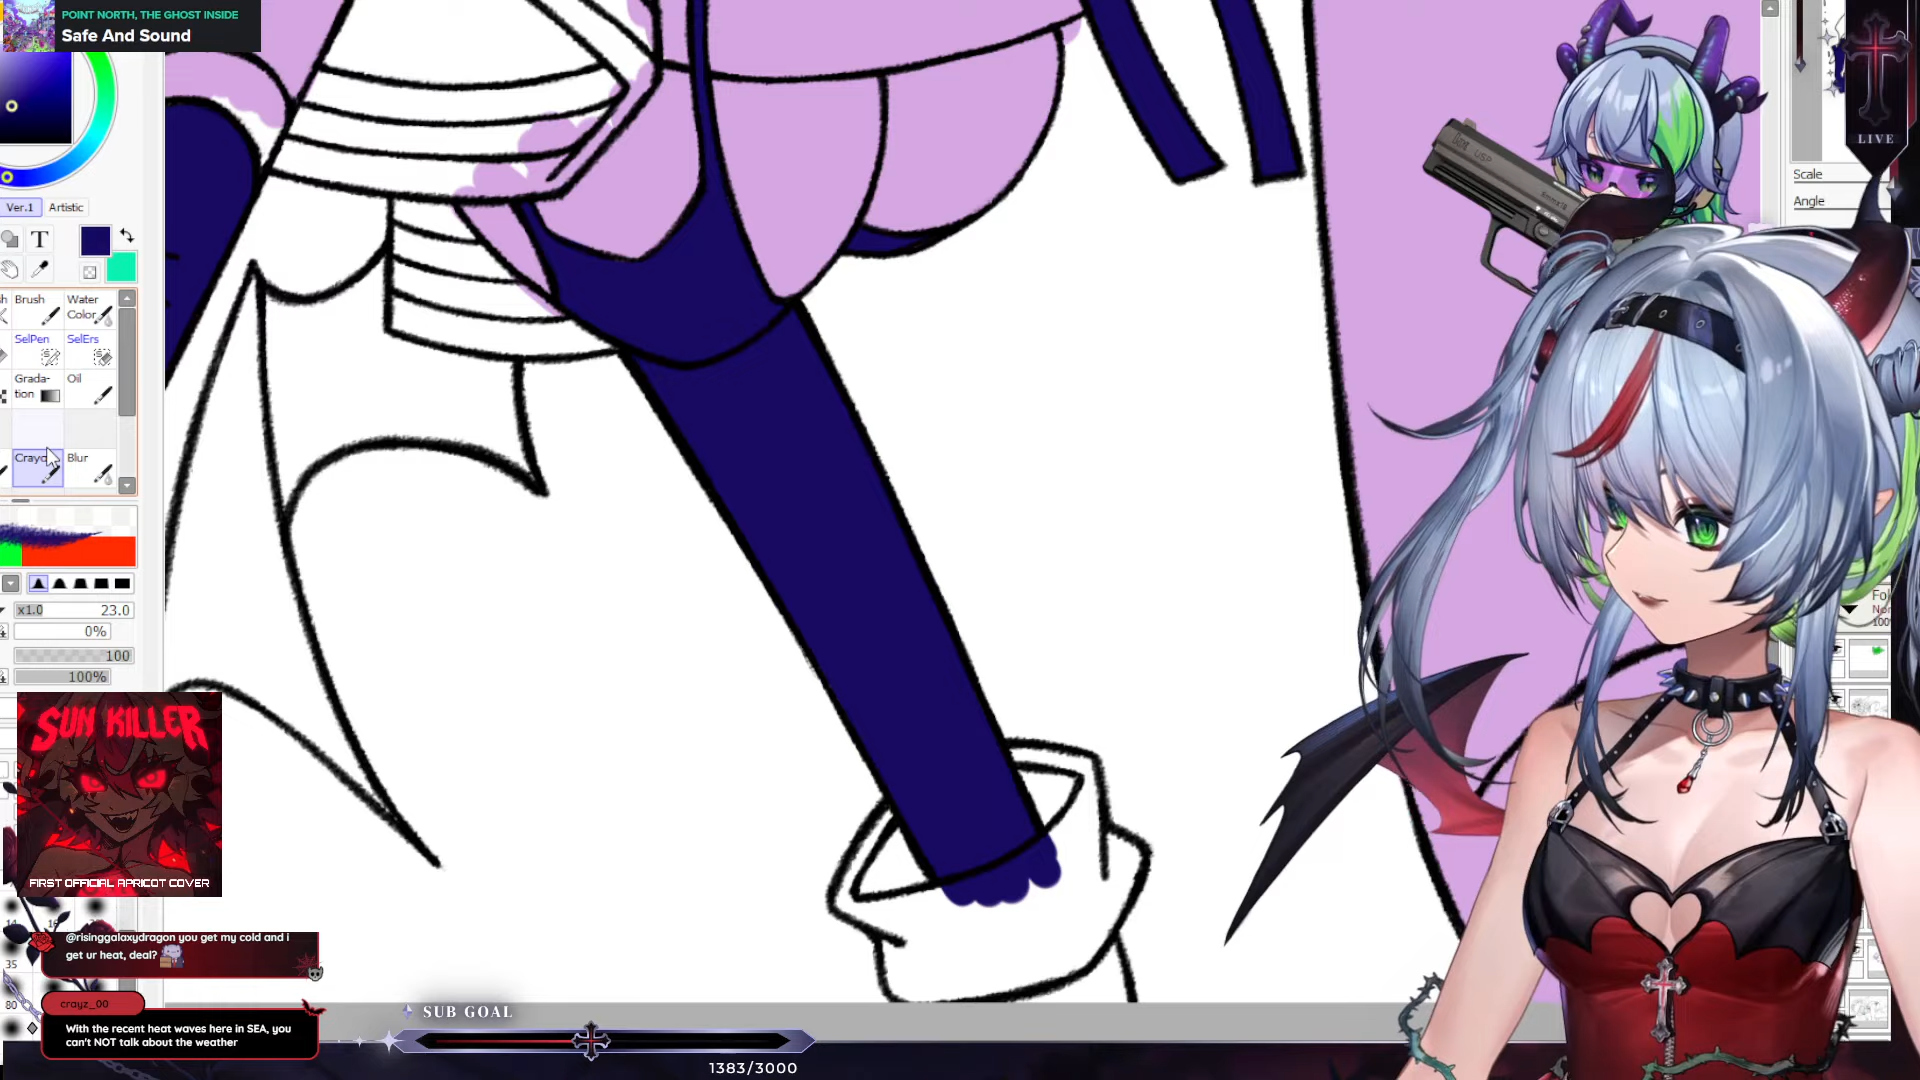 POINT NORTH, THE GHOST INSIDE
Safe And Sound
LIVE
Scale
Angle
Ver.1
Artistic
T
Brush
Water
Color
SelPen
SelErs
Grada-
tion
Oil
Blur
x1.0
23.0
0%
100
100%
SUN KILLER
FIRST OFFICIAL APRICOT COVER
35
80
@risinggalaxydragon you get my cold and i
get ur heat, deal?
crayz_00
With the recent heat waves here in SEA, you
can't NOT talk about the weather
SUB GOAL
1383/3000